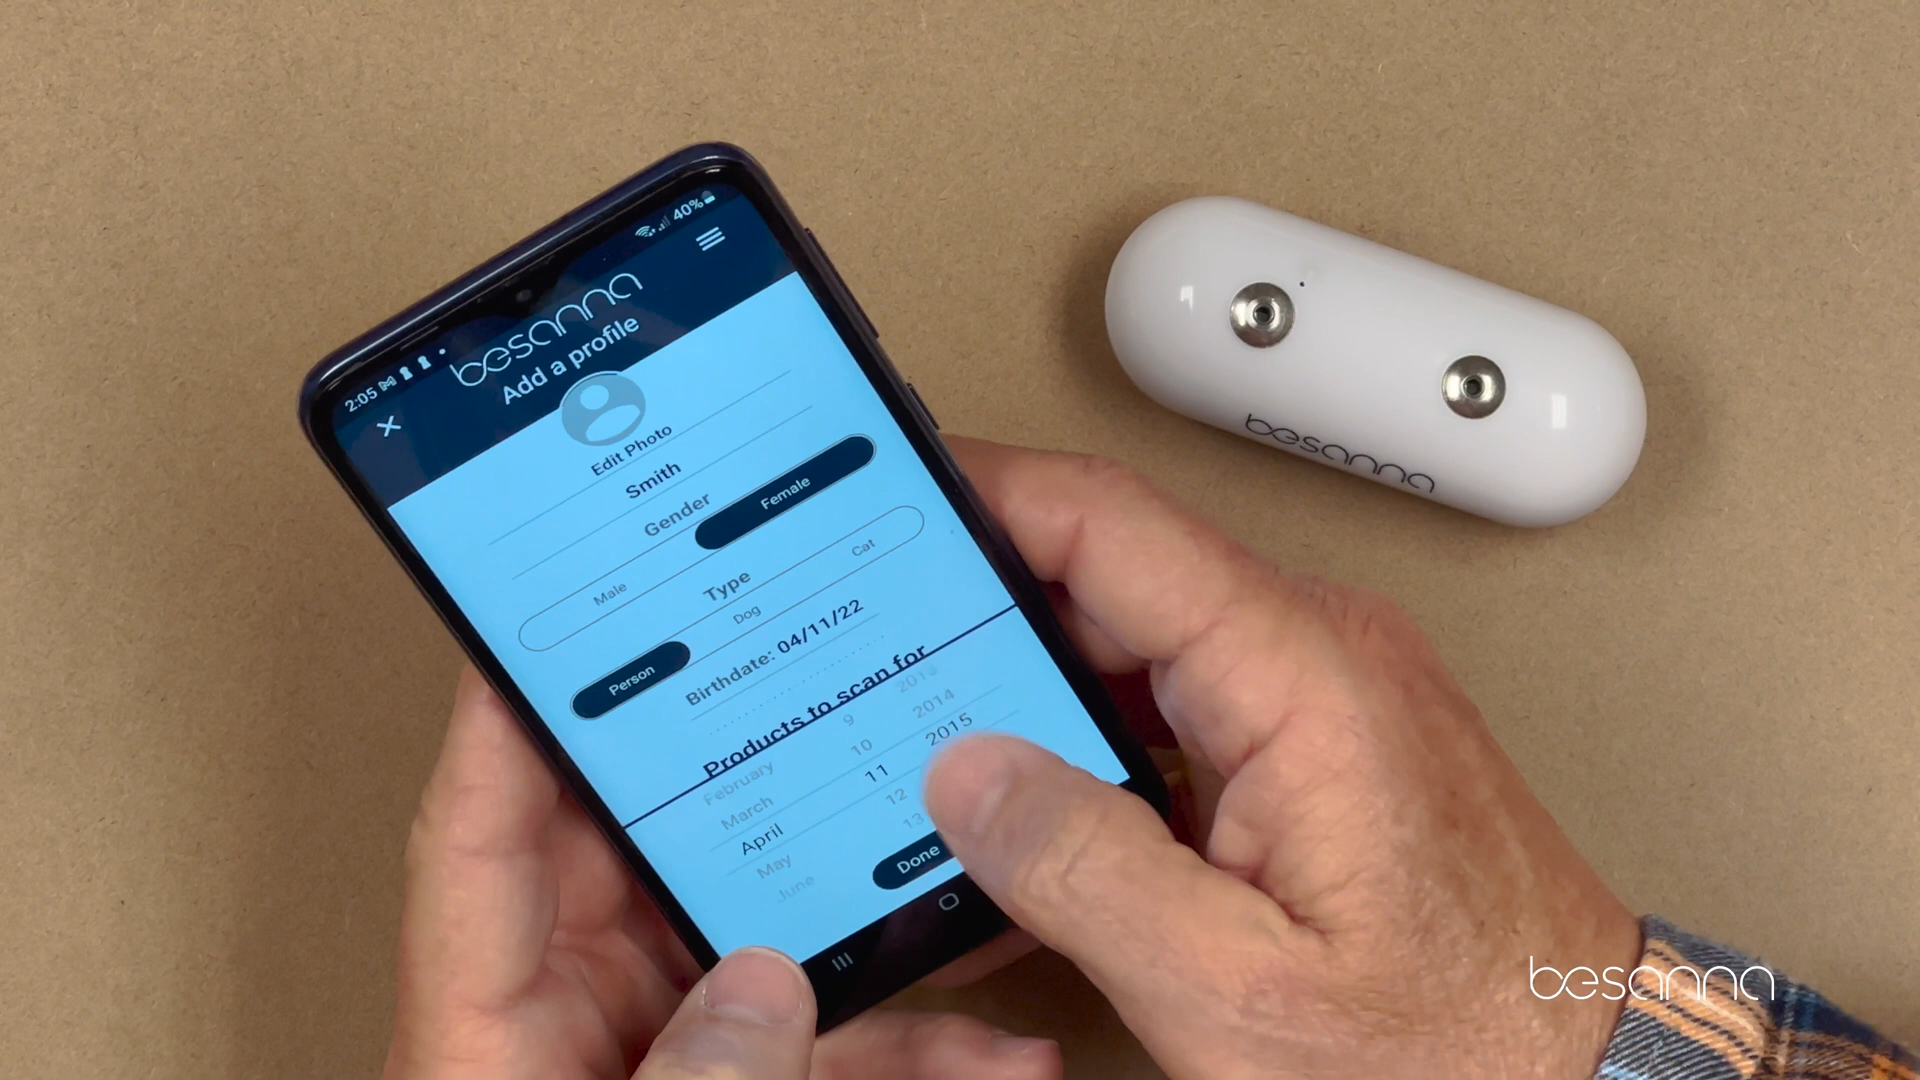 2:05
40%
besanna
Add a profile
Edit Photo
Smith
Gender
Male Female
Type
Person Dog Cat
Birthdate: 04/11/22
Products to scan for
February 9 2013
March 10 2014
April 11 2015
May 12
June 13
Done
besanna
besanna